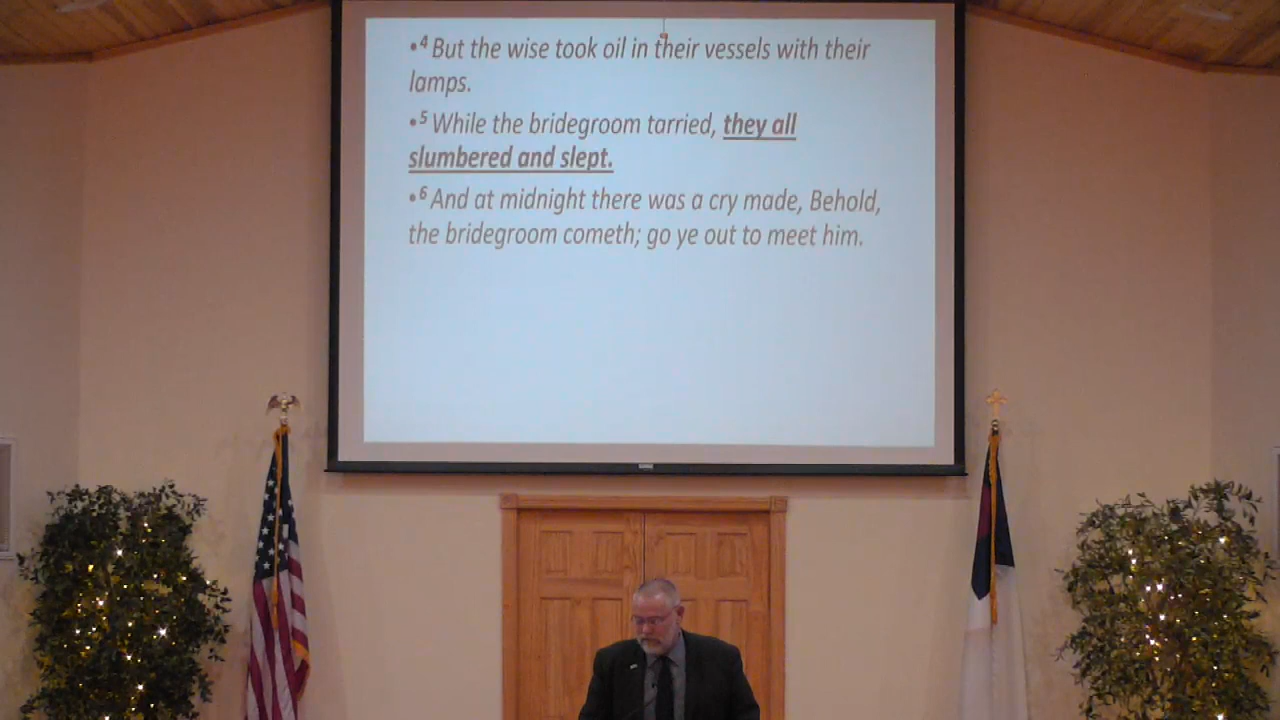 •⁴ But the wise took oil in their vessels with their
lamps.
•⁵ While the bridegroom tarried, they all
slumbered and slept.
•⁶ And at midnight there was a cry made, Behold,
the bridegroom cometh; go ye out to meet him.